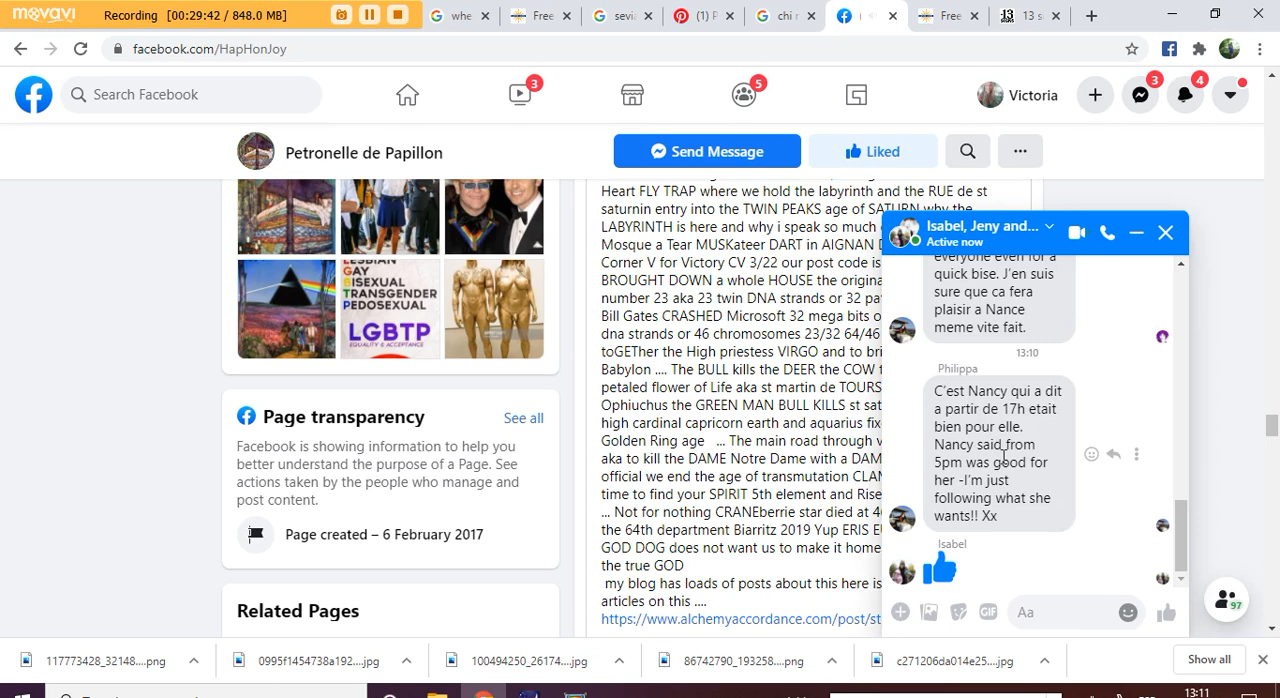 movavi
Recording [00:29:42 / 848.0 MB]
whe
Free
sevia
(1) P
chi r
Free
13 s
facebook.com/HapHonJoy
Search Facebook
3
5
Victoria
3
4
Petronelle de Papillon
Send Message
Liked
LESBIAN
GAY
BISEXUAL
TRANSGENDER
PEDOSEXUAL
LGBTP
EQUALITY & ACCEPTANCE
Page transparency
See all
Facebook is showing information to help you
better understand the purpose of a Page. See
actions taken by the people who manage and
post content.
Page created – 6 February 2017
Related Pages
Heart FLY TRAP where we hold the labyrinth and the RUE de st
saturnin entry into the TWIN PEAKS age of SATURN why the
LABYRINTH is here and why i speak so much
Mosque a Tear MUSKateer DART in AIGNAN
Corner V for Victory CV 3/22 our post code is
BROUGHT DOWN a whole HOUSE the origina
number 23 aka 23 twin DNA strands or 32 pa
Bill Gates CRASHED Microsoft 32 mega bits o
dna strands or 46 chromosomes 23/32 64/46
toGETher the High priestess VIRGO and to bri
Babylon .... The BULL kills the DEER the COW
petaled flower of Life aka st martin de TOURS
Ophiuchus the GREEN MAN BULL KILLS st sat
high cardinal capricorn earth and aquarius fix
Golden Ring age ... The main road through v
aka to kill the DAME Notre Dame with a DAM
official we end the age of transmutation CLA
time to find your SPIRIT 5th element and Rise
... Not for nothing CRANEberrie star died at 4
the 64th department Biarritz 2019 Yup ERIS E
GOD DOG does not want us to make it home
the true GOD
my blog has loads of posts about this here is
articles on this ....
https://www.alchemyaccordance.com/post/st
Isabel, Jeny and...
Active now
everyone even for a
quick bise. J'en suis
sure que ca fera
plaisir a Nance
meme vite fait.
13:10
Philippa
C'est Nancy qui a dit
a partir de 17h etait
bien pour elle.
Nancy said from
5pm was good for
her -I'm just
following what she
wants!! Xx
Isabel
GIF
Aa
97
117773428_32148....png
0995f1454738a192....jpg
100494250_26174....jpg
86742790_193258....png
c271206da014e25....jpg
Show all
13:11